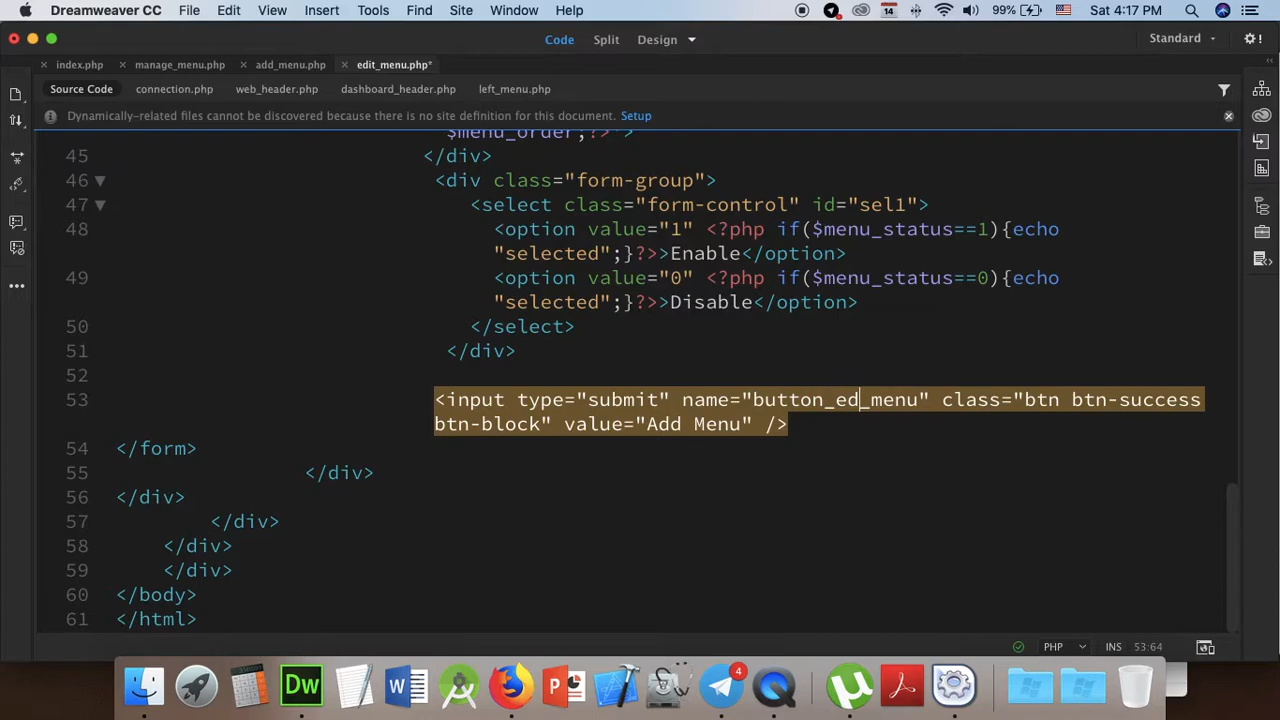 Dreamweaver CC File Edit View Insert Tools Find Site Window Help 99% Sat 4:17 PM
Code Split Design Standard
index.php manage_menu.php add_menu.php edit_menu.php*
Source Code connection.php web_header.php dashboard_header.php left_menu.php
Dynamically-related files cannot be discovered because there is no site definition for this document. Setup
$menu_order;?>">
45 </div>
46 <div class="form-group">
47 <select class="form-control" id="sel1">
48 <option value="1" <?php if($menu_status==1){echo
"selected";}?>>Enable</option>
49 <option value="0" <?php if($menu_status==0){echo
"selected";}?>>Disable</option>
50 </select>
51 </div>
52
53 <input type="submit" name="button_ed_menu" class="btn btn-success
btn-block" value="Add Menu" />
54 </form>
55 </div>
56 </div>
57 </div>
58 </div>
59 </div>
60 </body>
61 </html>
PHP INS 53:64
Dw W P 4 µ